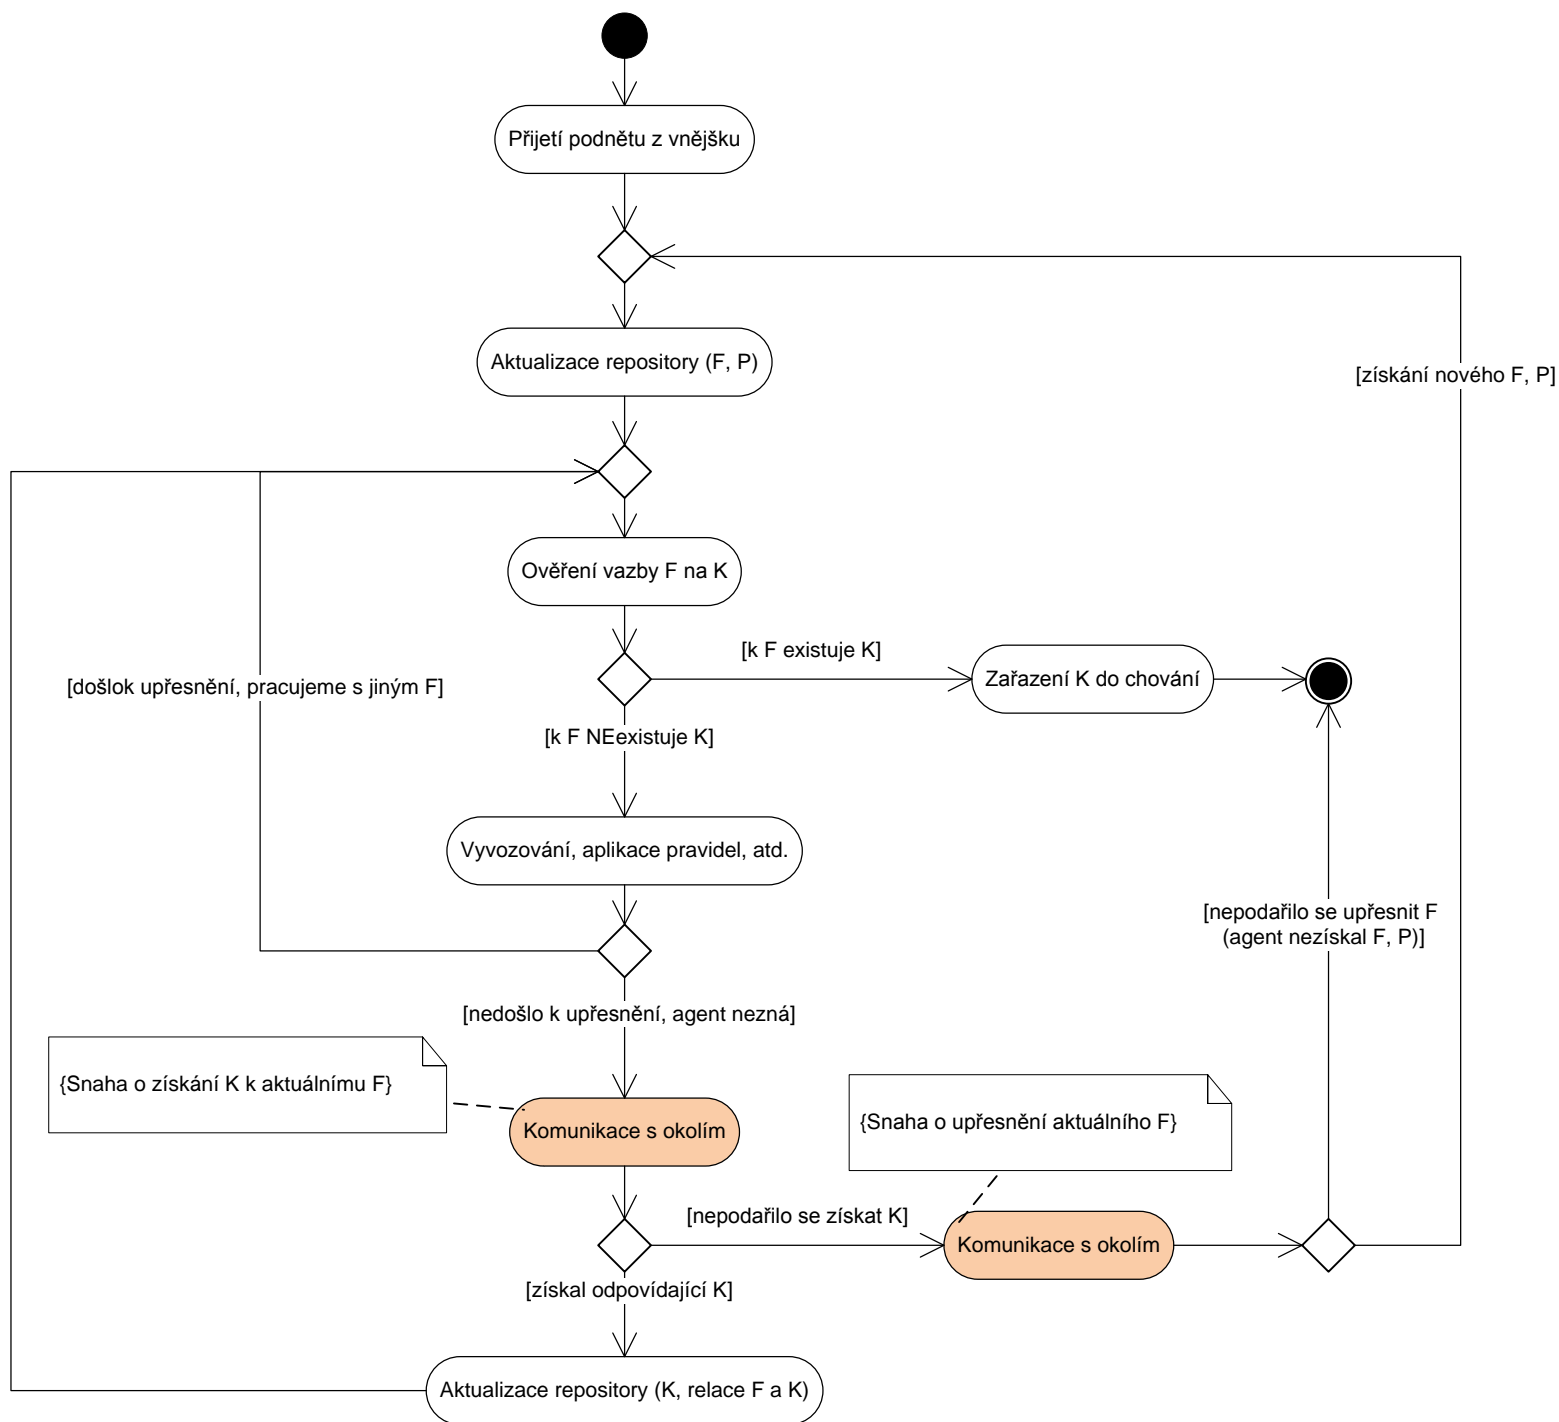 Přijetí podnětu z vnějšku
Aktualizace repository (F, P)
[získání nového F, P]
Ověření vazby F na K
[k F existuje K]
Zařazení K do chování
[došlok upřesnění, pracujeme s jiným F]
[k F NEexistuje K]
Vyvozování, aplikace pravidel, atd.
[nepodařilo se upřesnit F
(agent nezískal F, P)]
[nedošlo k upřesnění, agent nezná]
{Snaha o získání K k aktuálnímu F}
{Snaha o upřesnění aktuálního F}
Komunikace s okolím
[nepodařilo se získat K]
Komunikace s okolím
[získal odpovídající K]
Aktualizace repository (K, relace F a K)